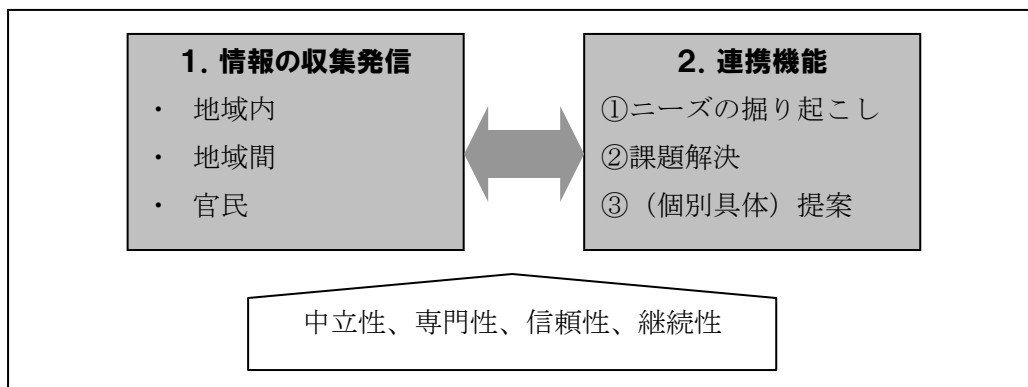 1．情報の収集発信
・ 地域内
・ 地域間
・ 官民
2．連携機能
①ニーズの掘り起こし
②課題解決
③（個別具体）提案
中立性、専門性、信頼性、継続性